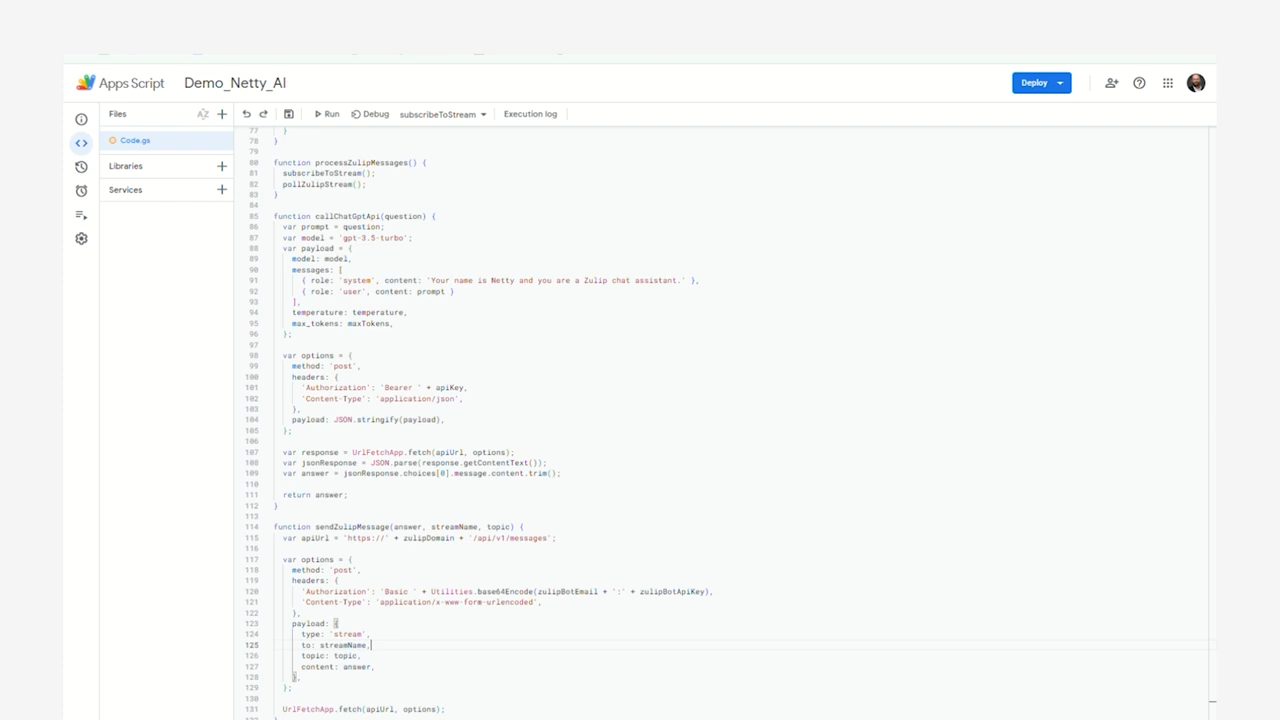 Apps Script
Demo_Netty_AI
Deploy
Files
AZ
Run
Debug
subscribeToStream
Execution log
Code.gs
Libraries
Services
77 }
78 }
79
80 function processZulipMessages() {
81 subscribeToStream();
82 pollZulipStream();
83 }
84
85 function callChatGptApi(question) {
86 var prompt = question;
87 var model = 'gpt-3.5-turbo';
88 var payload = {
89 model: model,
90 messages: [
91 { role: 'system', content: 'Your name is Netty and you are a Zulip chat assistant.' },
92 { role: 'user', content: prompt }
93 ],
94 temperature: temperature,
95 max_tokens: maxTokens,
96 };
97
98 var options = {
99 method: 'post',
100 headers: {
101 'Authorization': 'Bearer ' + apiKey,
102 'Content-Type': 'application/json',
103 },
104 payload: JSON.stringify(payload),
105 };
106
107 var response = UrlFetchApp.fetch(apiUrl, options);
108 var jsonResponse = JSON.parse(response.getContentText());
109 var answer = jsonResponse.choices[0].message.content.trim();
110
111 return answer;
112 }
113
114 function sendZulipMessage(answer, streamName, topic) {
115 var apiUrl = 'https://' + zulipDomain + '/api/v1/messages';
116
117 var options = {
118 method: 'post',
119 headers: {
120 'Authorization': 'Basic ' + Utilities.base64Encode(zulipBotEmail + ':' + zulipBotApiKey),
121 'Content-Type': 'application/x-www-form-urlencoded',
122 },
123 payload: {
124 type: 'stream',
125 to: streamName,
126 topic: topic,
127 content: answer,
128 },
129 };
130
131 UrlFetchApp.fetch(apiUrl, options);